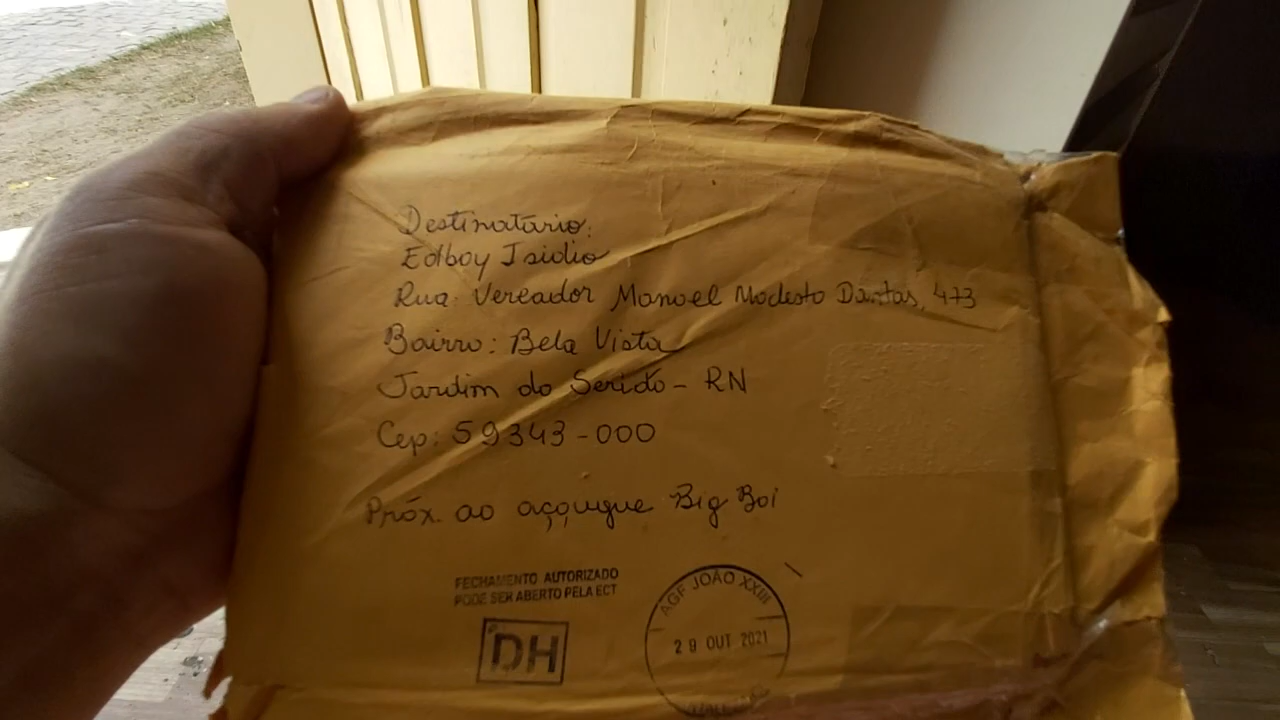 Destinatário:
Edboy Isidio
Rua: Vereador Manoel Modesto Dantas, 473
Bairro: Bela Vista
Jardim do Seridó - RN
Cep: 59343-000
Próx. ao açougue Big Boi
FECHAMENTO AUTORIZADO
PODE SER ABERTO PELA ECT
DH
AGF JOÃO XXIII
29 OUT 2021